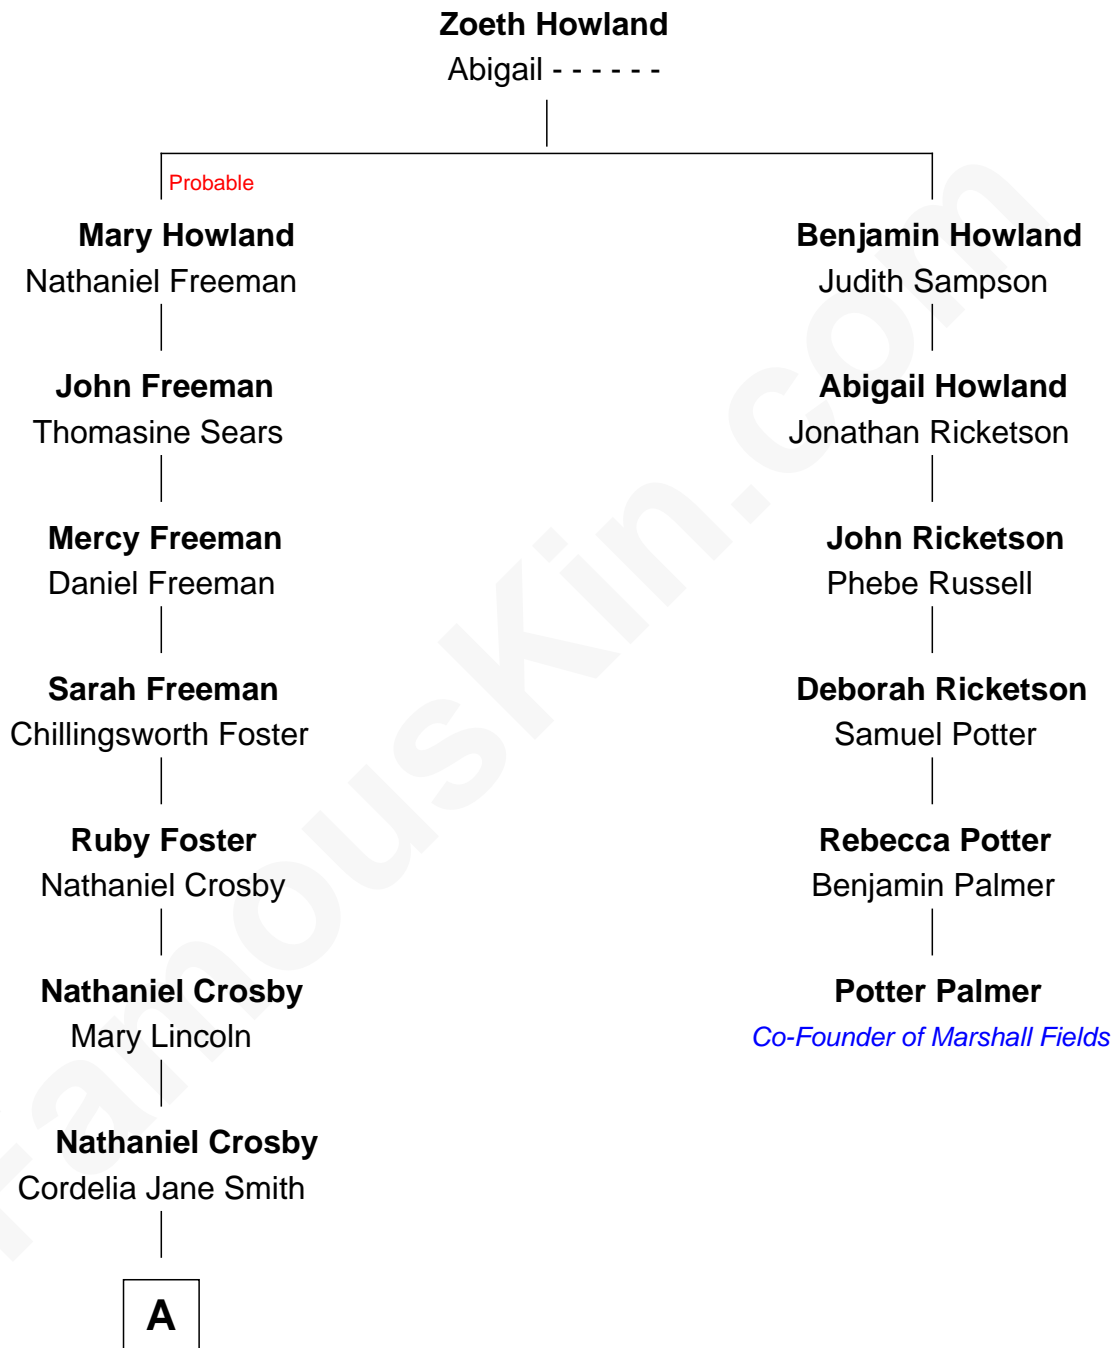 Zoeth Howland
Abigail - - - - - -
Probable
Mary Howland
Nathaniel Freeman
John Freeman
Thomasine Sears
Mercy Freeman
Daniel Freeman
Sarah Freeman
Chillingsworth Foster
Ruby Foster
Nathaniel Crosby
Nathaniel Crosby
Mary Lincoln
Nathaniel Crosby
Cordelia Jane Smith
A
Benjamin Howland
Judith Sampson
Abigail Howland
Jonathan Ricketson
John Ricketson
Phebe Russell
Deborah Ricketson
Samuel Potter
Rebecca Potter
Benjamin Palmer
Potter Palmer
Co-Founder of Marshall Fields
FamousKin.com